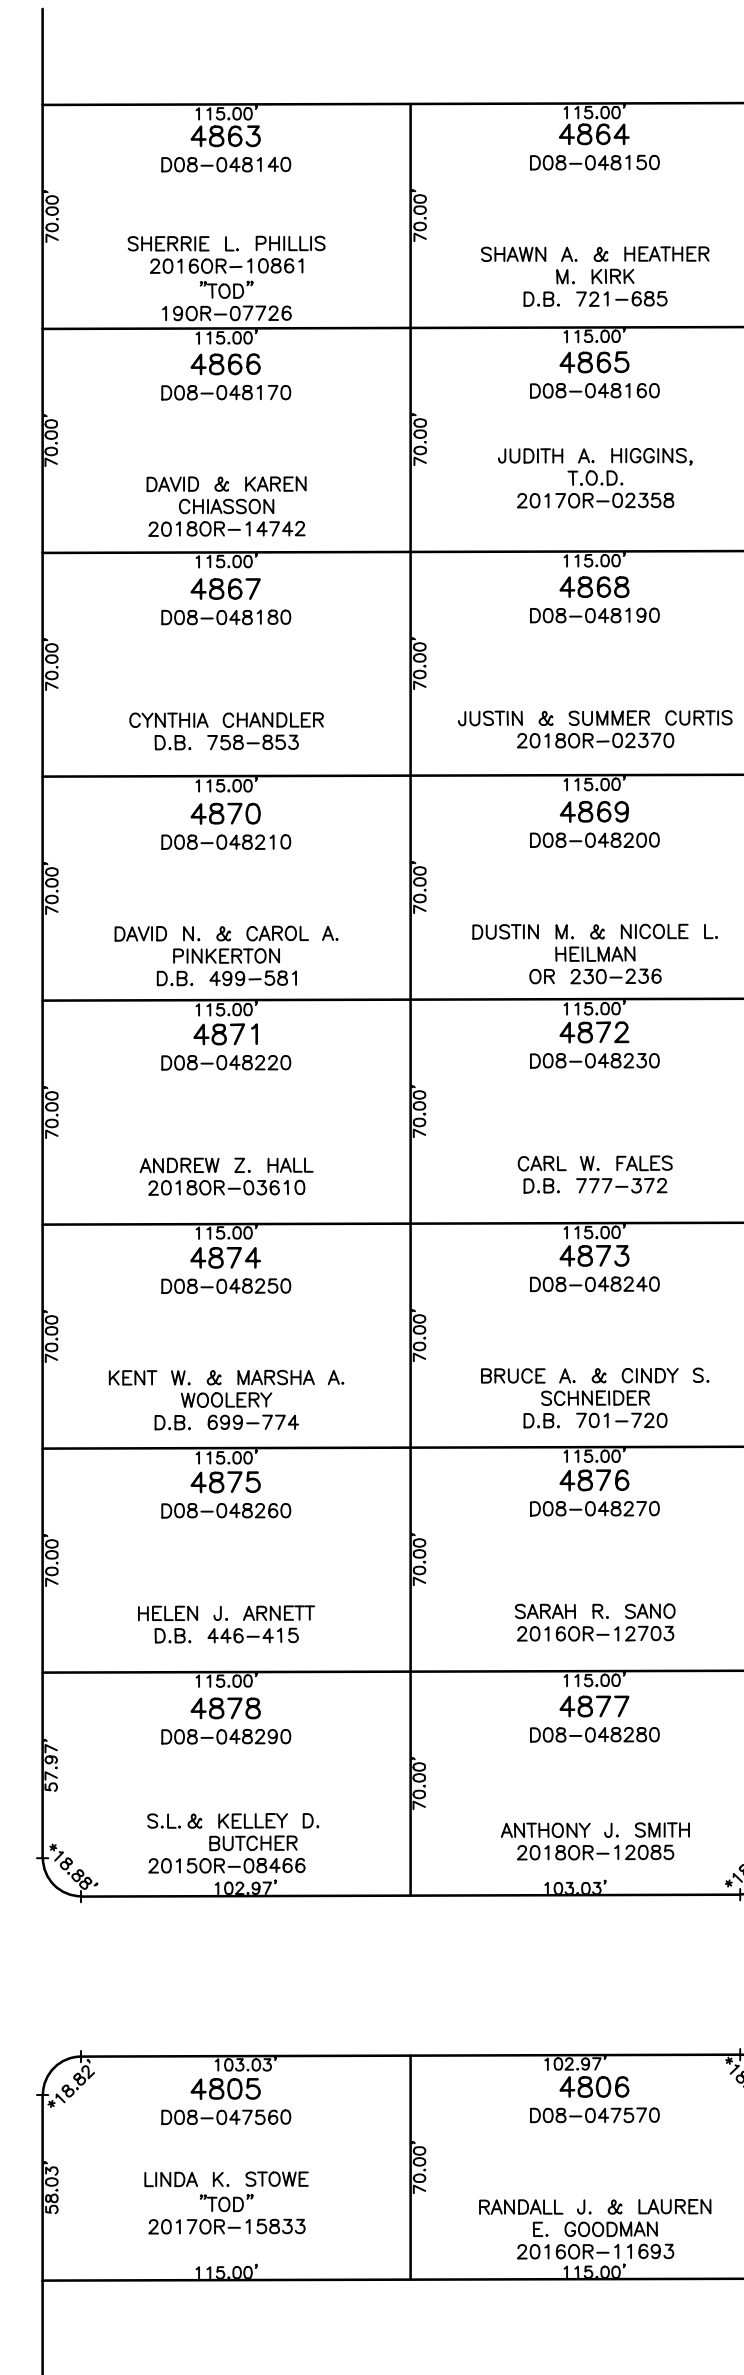 115.00'
4863
D08-048140
70.00'
SHERRIE L. PHILLIS
2016OR-10861
"TOD"
19OR-07726
115.00'
4864
D08-048150
70.00'
SHAWN A. & HEATHER
M. KIRK
D.B. 721-685
115.00'
4866
D08-048170
70.00'
DAVID & KAREN
CHIASSON
2018OR-14742
115.00'
4865
D08-048160
70.00'
JUDITH A. HIGGINS,
T.O.D.
2017OR-02358
115.00'
4867
D08-048180
70.00'
CYNTHIA CHANDLER
D.B. 758-853
115.00'
4868
D08-048190
70.00'
JUSTIN & SUMMER CURTIS
2018OR-02370
115.00'
4870
D08-048210
70.00'
DAVID N. & CAROL A.
PINKERTON
D.B. 499-581
115.00'
4869
D08-048200
70.00'
DUSTIN M. & NICOLE L.
HEILMAN
OR 230-236
115.00'
4871
D08-048220
70.00'
ANDREW Z. HALL
2018OR-03610
115.00'
4872
D08-048230
70.00'
CARL W. FALES
D.B. 777-372
115.00'
4874
D08-048250
70.00'
KENT W. & MARSHA A.
WOOLERY
D.B. 699-774
115.00'
4873
D08-048240
70.00'
BRUCE A. & CINDY S.
SCHNEIDER
D.B. 701-720
115.00'
4875
D08-048260
70.00'
HELEN J. ARNETT
D.B. 446-415
115.00'
4876
D08-048270
70.00'
SARAH R. SANO
2016OR-12703
115.00'
4878
D08-048290
57.97'
S.L. & KELLEY D.
BUTCHER
2015OR-08466
*18.88'
102.97'
115.00'
4877
D08-048280
70.00'
ANTHONY J. SMITH
2018OR-12085
103.03'
103.03'
*18.82'
4805
D08-047560
58.03'
LINDA K. STOWE
"TOD"
2017OR-15833
115.00'
102.97'
4806
D08-047570
70.00'
RANDALL J. & LAUREN
E. GOODMAN
2016OR-11693
115.00'